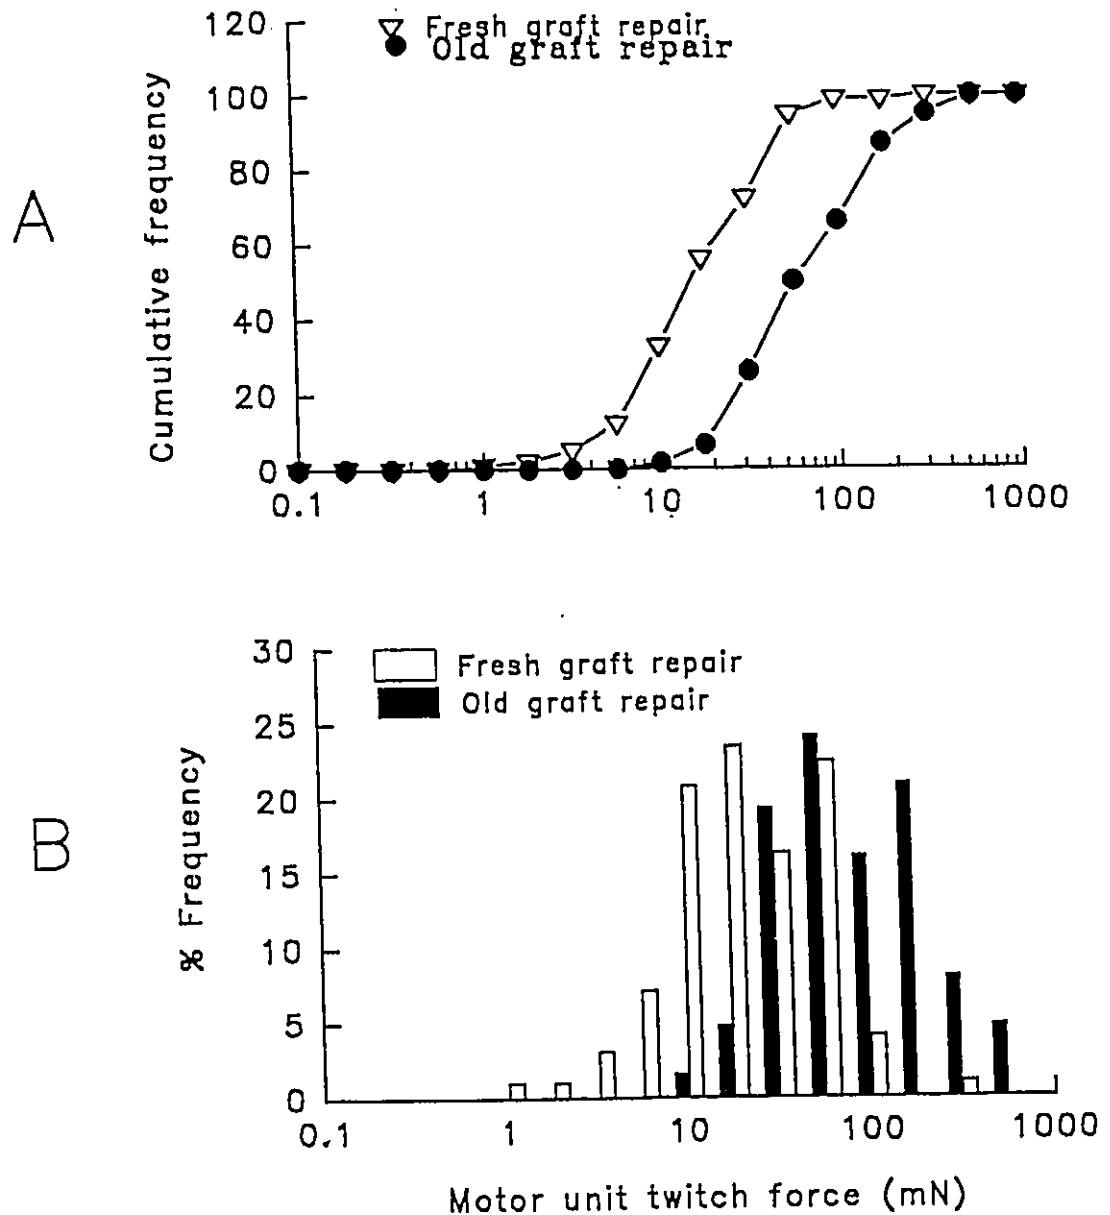 A
Cumulative frequency
120
100
80
60
40
20
0
Fresh graft repair
Old graft repair
0.1 1 10 100 1000
B
% Frequency
30
25
20
15
10
5
0
Fresh graft repair
Old graft repair
0.1 1 10 100 1000
Motor unit twitch force (mN)